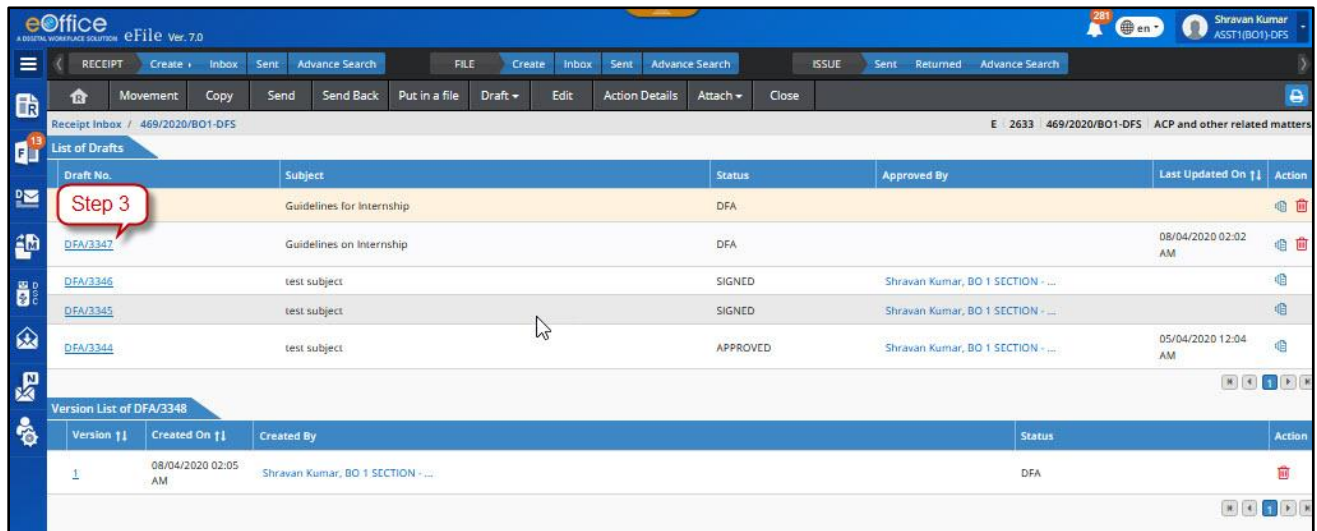 eOffice
A DIGITAL WORKPLACE SOLUTION eFile Ver. 7.0
281
en
Shravan Kumar
ASST1(BO1)-DFS
RECEIPT Create Inbox Sent Advance Search FILE Create Inbox Sent Advance Search ISSUE Sent Returned Advance Search
R Movement Copy Send Send Back Put in a file Draft Edit Action Details Attach Close
Receipt Inbox / 469/2020/BO1-DFS E 2633 469/2020/BO1-DFS ACP and other related matters
13
List of Drafts
Draft No. Subject Status Approved By Last Updated On Action
Step 3
Guidelines for Internship DFA
DFA/3347 Guidelines on Internship DFA 08/04/2020 02:02 AM
DFA/3346 test subject SIGNED Shravan Kumar, BO 1 SECTION - ...
DFA/3345 test subject SIGNED Shravan Kumar, BO 1 SECTION - ...
DFA/3344 test subject APPROVED Shravan Kumar, BO 1 SECTION - ... 05/04/2020 12:04 AM
1
Version List of DFA/3348
Version Created On Created By Status Action
1 08/04/2020 02:05 AM Shravan Kumar, BO 1 SECTION - ... DFA
1